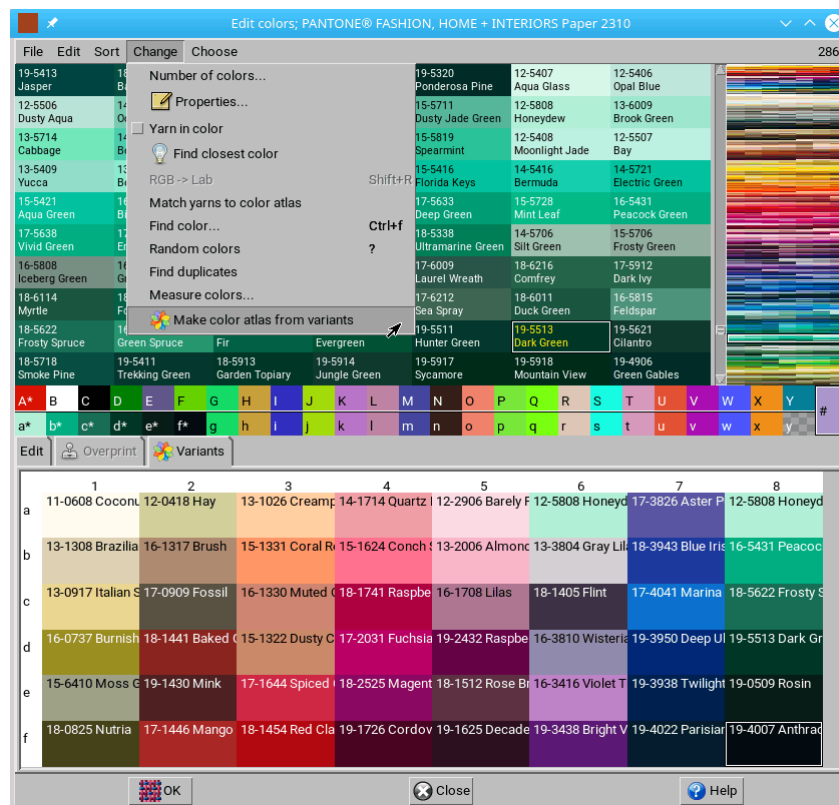 Edit colors; PANTONE® FASHION, HOME + INTERIORS Paper 2310
File Edit Sort Change Choose 286
Number of colors...
Properties...
Yarn in color
Find closest color
RGB -> Lab Shift+R
Match yarns to color atlas
Find color... Ctrl+f
Random colors ?
Find duplicates
Measure colors...
Make color atlas from variants
19-5413 19-5320 12-5407 12-5406
Jasper Ponderosa Pine Aqua Glass Opal Blue
12-5506 15-5711 12-5808 13-6009
Dusty Aqua Dusty Jade Green Honeydew Brook Green
13-5714 15-5819 12-5408 12-5507
Cabbage Spearmint Moonlight Jade Bay
13-5409 15-5416 14-5416 14-5721
Yucca Florida Keys Bermuda Electric Green
15-5421 17-5633 15-5728 16-5431
Aqua Green Deep Green Mint Leaf Peacock Green
17-5638 18-5338 14-5706 15-5706
Vivid Green Ultramarine Green Silt Green Frosty Green
16-5808 17-6009 18-6216 17-5912
Iceberg Green Laurel Wreath Comfrey Dark Ivy
18-6114 17-6212 18-6011 16-5815
Myrtle Sea Spray Duck Green Feldspar
18-5622 19-5511 19-5513 19-5621
Frosty Spruce Green Spruce Fir Evergreen Hunter Green Dark Green Cilantro
18-5718 19-5411 18-5913 19-5914 19-5917 19-5918 19-4906
Smoke Pine Trekking Green Garden Topiary Jungle Green Sycamore Mountain View Green Gables
A* B C D E F G H I J K L M N O P Q R S T U V W X Y #
a* b* c* d* e* f* g h i j k l m n o p q r s t u v w x y
Edit Overprint Variants
1 2 3 4 5 6 7 8
a 11-0608 Coconu 12-0418 Hay 13-1026 Creamp 14-1714 Quartz 12-2906 Barely F 12-5808 Honeyd 17-3826 Aster P 12-5808 Honeyd
b 13-1308 Brazilia 16-1317 Brush 15-1331 Coral R 15-1624 Conch 13-2006 Almond 13-3804 Gray Lil 18-3943 Blue Iris 16-5431 Peacoc
c 13-0917 Italian S 17-0909 Fossil 16-1330 Muted 18-1741 Raspbe 16-1708 Lilas 18-1405 Flint 17-4041 Marina 18-5622 Frosty S
d 16-0737 Burnish 18-1441 Baked 15-1322 Dusty C 17-2031 Fuchsia 19-2432 Raspbe 16-3810 Wisteria 19-3950 Deep Ul 19-5513 Dark Gr
e 15-6410 Moss G 19-1430 Mink 17-1644 Spiced 18-2525 Magent 18-1512 Rose Br 16-3416 Violet T 19-3938 Twilight 19-0509 Rosin
f 18-0825 Nutria 17-1446 Mango 18-1454 Red Cla 19-1726 Cordov 19-1625 Decade 19-3438 Bright V 19-4022 Parisian 19-4007 Anthrac
OK Close Help